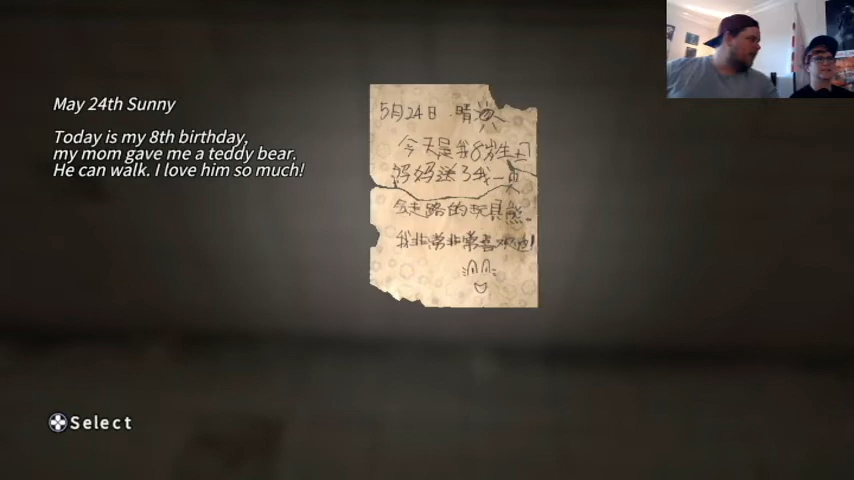 May 24th Sunny
Today is my 8th birthday,
my mom gave me a teddy bear.
He can walk. I love him so much!
5月24日 晴
今天是我8岁生日
妈妈送了我一只
会走路的玩具熊。
我非常非常喜欢他!
Select